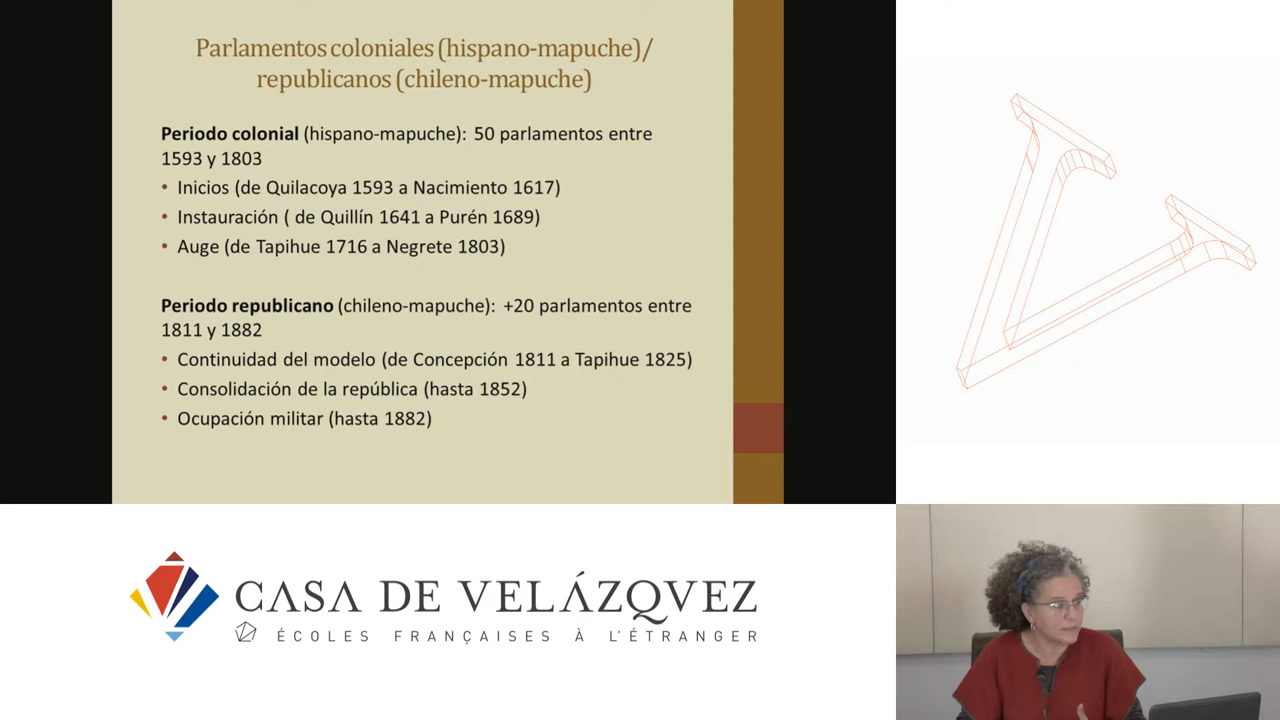 Parlamentos coloniales (hispano-mapuche)/
republicanos (chileno-mapuche)
Periodo colonial (hispano-mapuche): 50 parlamentos entre
1593 y 1803
• Inicios (de Quilacoya 1593 a Nacimiento 1617)
• Instauración ( de Quillín 1641 a Purén 1689)
• Auge (de Tapihue 1716 a Negrete 1803)
Periodo republicano (chileno-mapuche): +20 parlamentos entre
1811 y 1882
• Continuidad del modelo (de Concepción 1811 a Tapihue 1825)
• Consolidación de la república (hasta 1852)
• Ocupación militar (hasta 1882)
CASA DE VELÁZQVEZ
ÉCOLES FRANÇAISES À L'ÉTRANGER